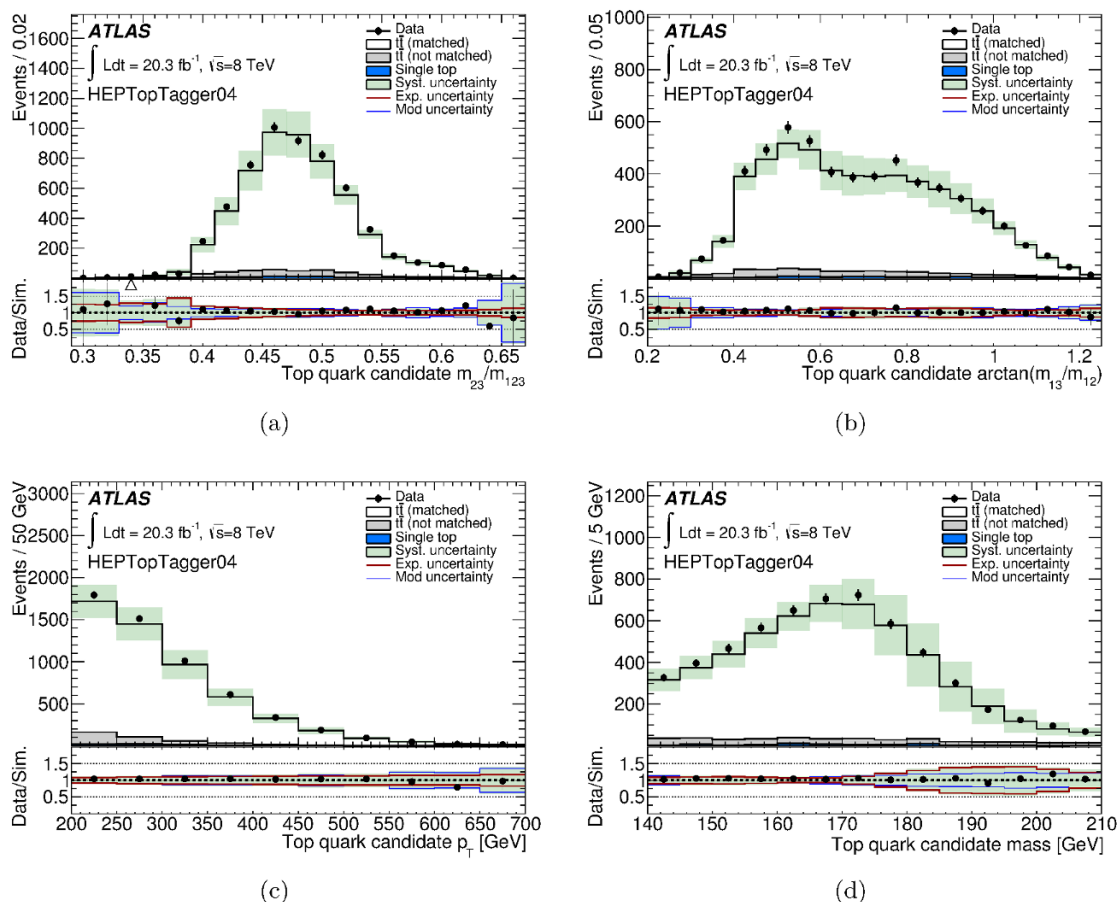 ATLAS
∫ Ldt = 20.3 fb⁻¹, √s=8 TeV
HEPTopTagger04
Data
tt̄ (matched)
tt̄ (not matched)
Single top
Syst. uncertainty
Exp. uncertainty
Mod uncertainty
Events / 0.02
1600
1400
1200
1000
800
600
400
200
Data/Sim.
1.5
1
0.5
0.3 0.35 0.4 0.45 0.5 0.55 0.6 0.65
Top quark candidate m₂₃/m₁₂₃
(a)
ATLAS
∫ Ldt = 20.3 fb⁻¹, √s=8 TeV
HEPTopTagger04
Data
tt̄ (matched)
tt̄ (not matched)
Single top
Syst. uncertainty
Exp. uncertainty
Mod uncertainty
Events / 0.05
1000
800
600
400
200
Data/Sim.
1.5
1
0.5
0.2 0.4 0.6 0.8 1 1.2
Top quark candidate arctan(m₁₃/m₁₂)
(b)
ATLAS
∫ Ldt = 20.3 fb⁻¹, √s=8 TeV
HEPTopTagger04
Data
tt̄ (matched)
tt̄ (not matched)
Single top
Syst. uncertainty
Exp. uncertainty
Mod uncertainty
Events / 50 GeV
3000
2500
2000
1500
1000
500
Data/Sim.
1.5
1
0.5
200 250 300 350 400 450 500 550 600 650 700
Top quark candidate p_T [GeV]
(c)
ATLAS
∫ Ldt = 20.3 fb⁻¹, √s=8 TeV
HEPTopTagger04
Data
tt̄ (matched)
tt̄ (not matched)
Single top
Syst. uncertainty
Exp. uncertainty
Mod uncertainty
Events / 5 GeV
1200
1000
800
600
400
200
Data/Sim.
1.5
1
0.5
140 150 160 170 180 190 200 210
Top quark candidate mass [GeV]
(d)